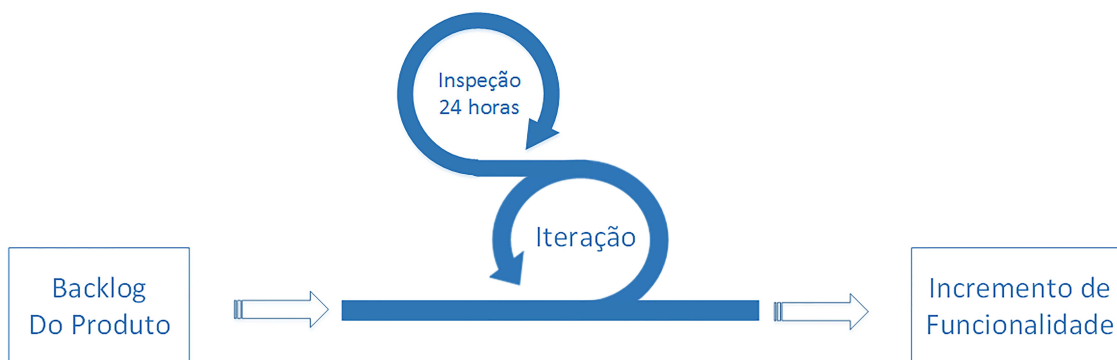 Inspeção
24 horas
Iteração
Backlog
Do Produto
Incremento de
Funcionalidade